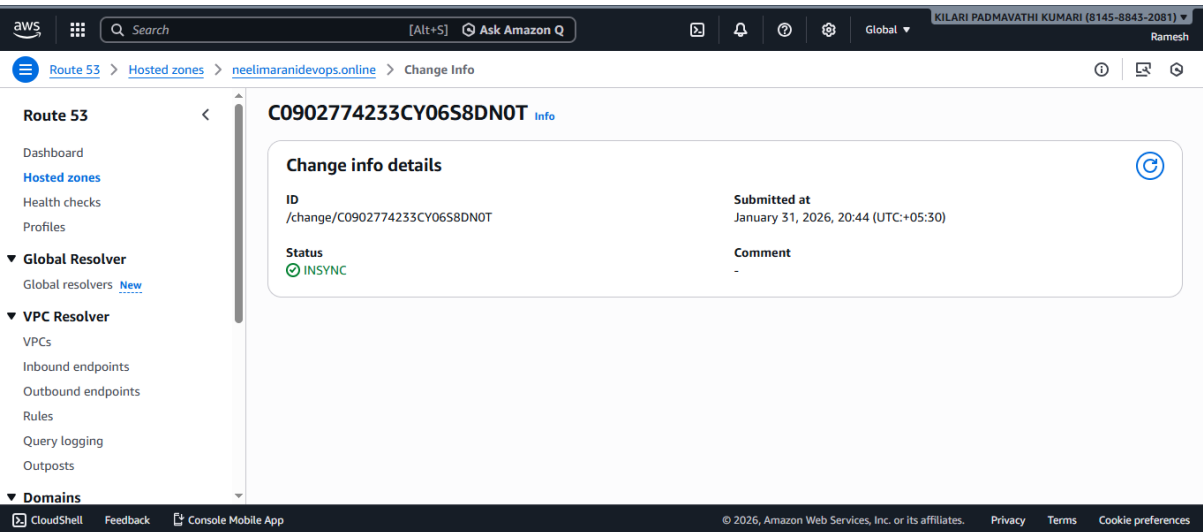 aws
Search [Alt+S] Ask Amazon Q
Global ▼
KILARI PADMAVATHI KUMARI (8145-8843-2081) ▼
Ramesh
Route 53 > Hosted zones > neelimaranidevops.online > Change Info
Route 53
Dashboard
Hosted zones
Health checks
Profiles
▼ Global Resolver
Global resolvers New
▼ VPC Resolver
VPCs
Inbound endpoints
Outbound endpoints
Rules
Query logging
Outposts
▼ Domains
C0902774233CY06S8DN0T Info
Change info details
ID
/change/C0902774233CY06S8DN0T
Submitted at
January 31, 2026, 20:44 (UTC:+05:30)
Status
INSYNC
Comment
-
CloudShell Feedback Console Mobile App
© 2026, Amazon Web Services, Inc. or its affiliates. Privacy Terms Cookie preferences